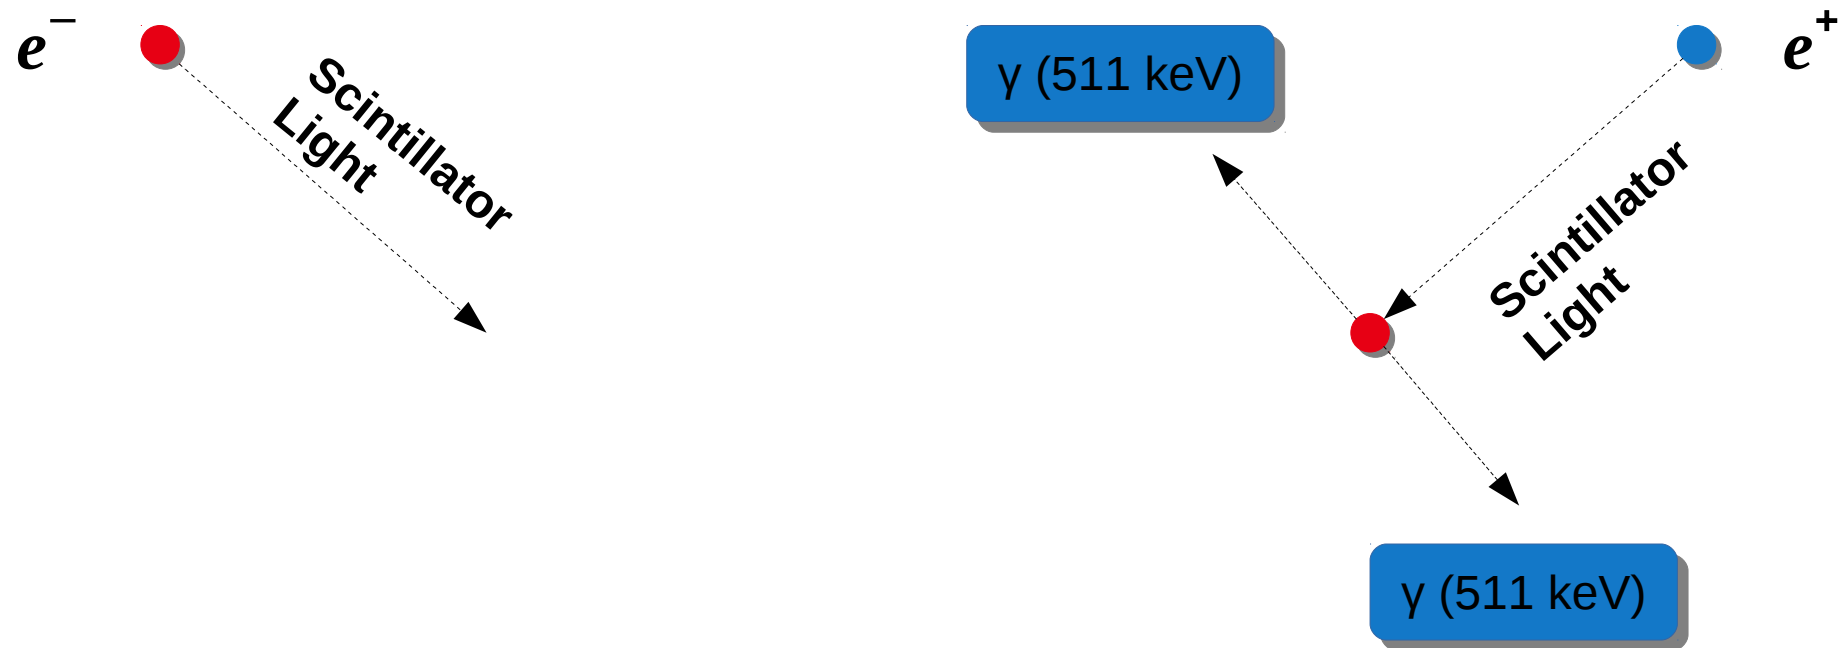 e⁻
Scintillator
Light
γ (511 keV)
e⁺
Scintillator
Light
γ (511 keV)